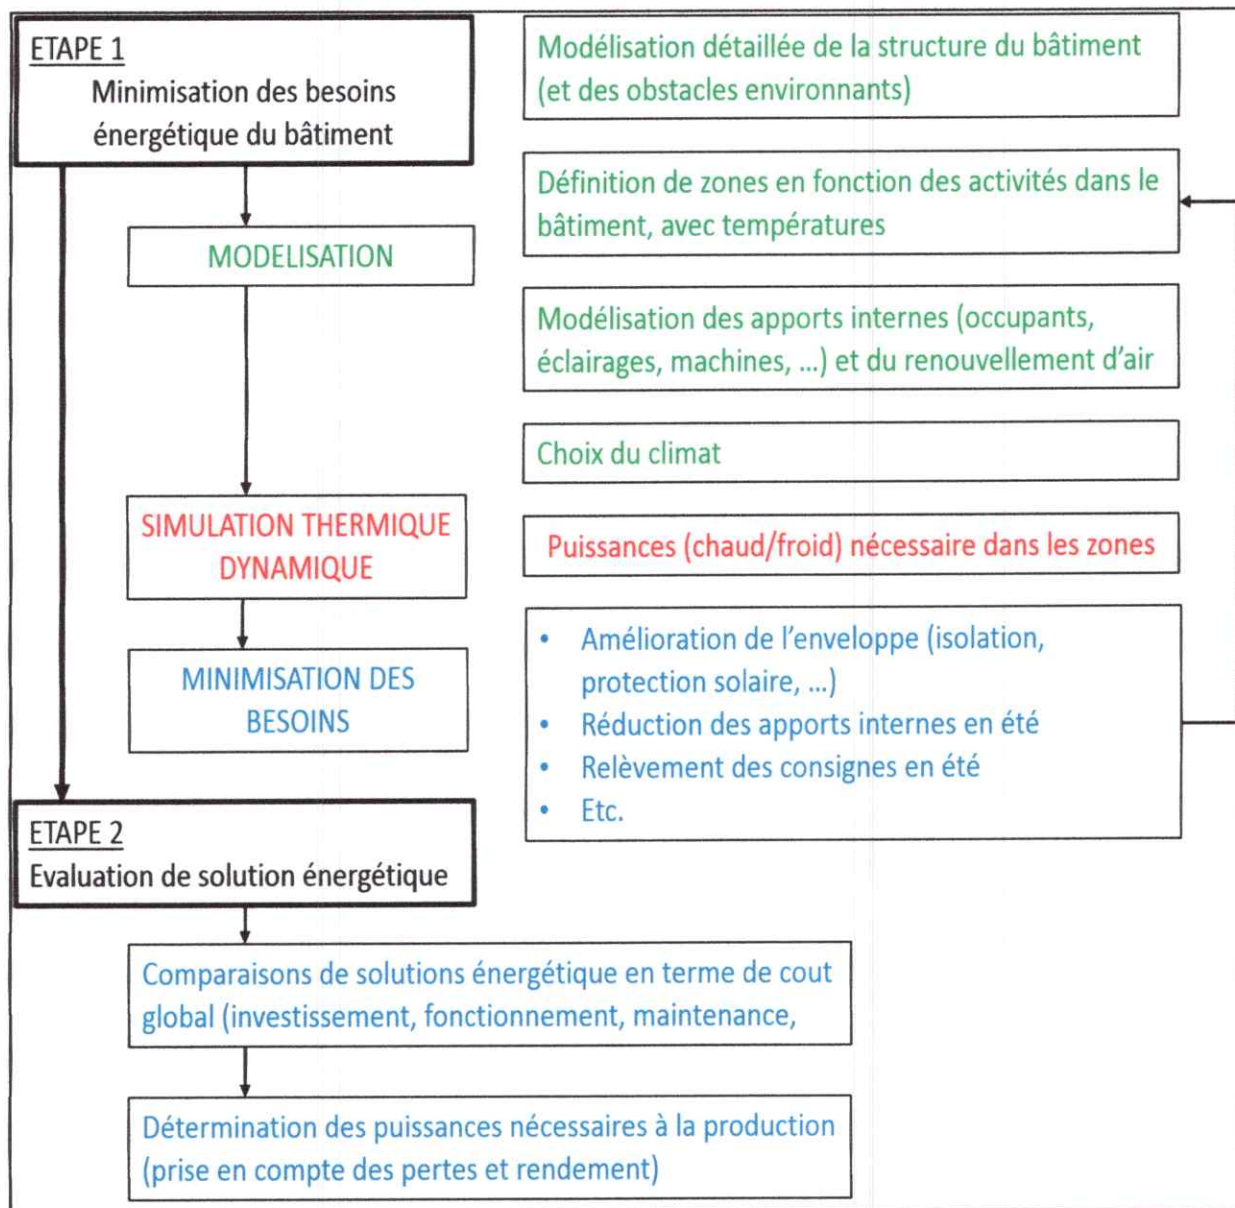 ETAPE 1
Minimisation des besoins
énergétique du bâtiment
MODELISATION
SIMULATION THERMIQUE
DYNAMIQUE
MINIMISATION DES
BESOINS
Modélisation détaillée de la structure du bâtiment
(et des obstacles environnants)
Définition de zones en fonction des activités dans le
bâtiment, avec températures
Modélisation des apports internes (occupants,
éclairages, machines, ...) et du renouvellement d'air
Choix du climat
Puissances (chaud/froid) nécessaire dans les zones
• Amélioration de l'enveloppe (isolation,
protection solaire, ...)
• Réduction des apports internes en été
• Relèvement des consignes en été
• Etc.
ETAPE 2
Evaluation de solution énergétique
Comparaisons de solutions énergétique en terme de cout
global (investissement, fonctionnement, maintenance,
Détermination des puissances nécessaires à la production
(prise en compte des pertes et rendement)